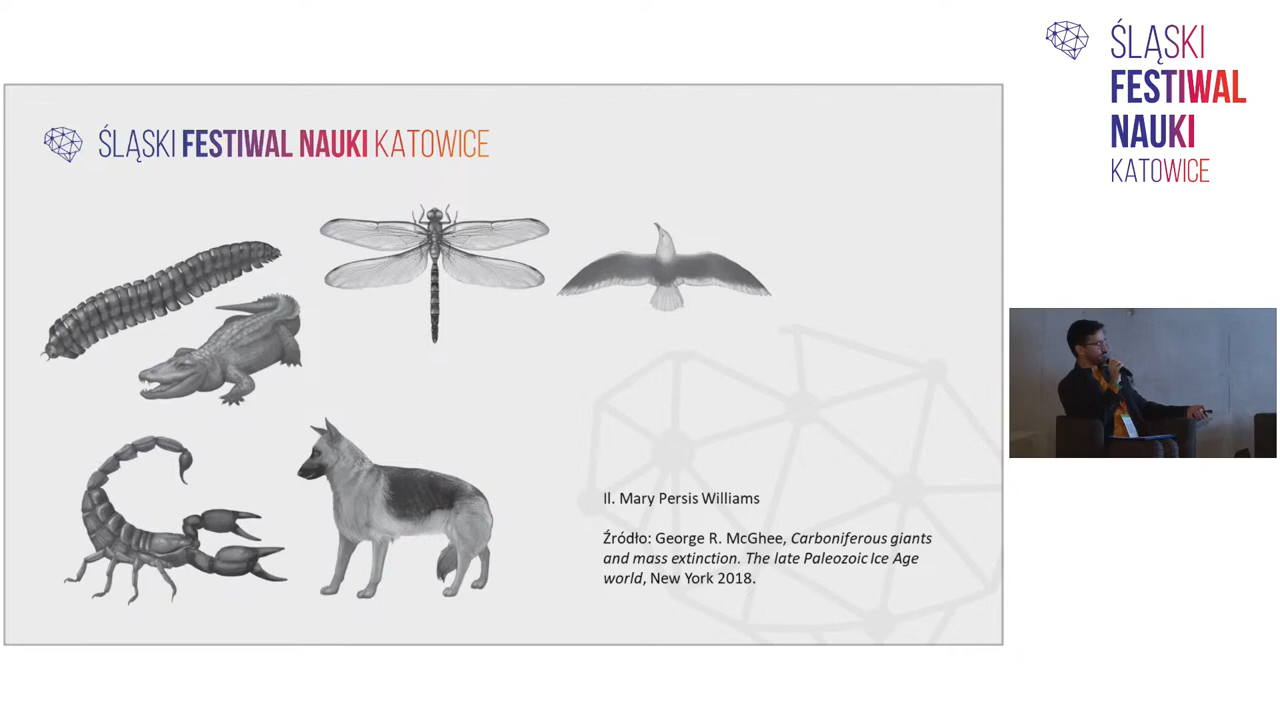 ŚLĄSKI FESTIWAL NAUKI KATOWICE
Il. Mary Persis Williams
Źródło: George R. McGhee, Carboniferous giants
and mass extinction. The late Paleozoic Ice Age
world, New York 2018.
ŚLĄSKI
FESTIWAL
NAUKI
KATOWICE